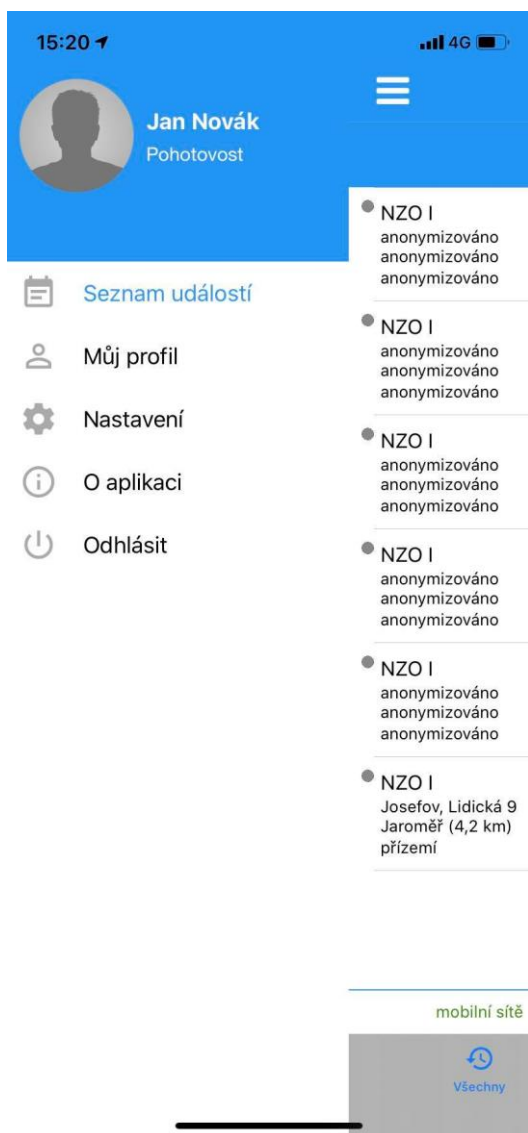 15:20
4G
Jan Novák
Pohotovost
Seznam událostí
Můj profil
Nastavení
O aplikaci
Odhlásit
NZO I
anonymizováno
anonymizováno
anonymizováno
NZO I
anonymizováno
anonymizováno
anonymizováno
NZO I
anonymizováno
anonymizováno
anonymizováno
NZO I
anonymizováno
anonymizováno
anonymizováno
NZO I
anonymizováno
anonymizováno
anonymizováno
NZO I
Josefov, Lidická 9
Jaroměř (4,2 km)
přízemí
mobilní sítě
Všechny